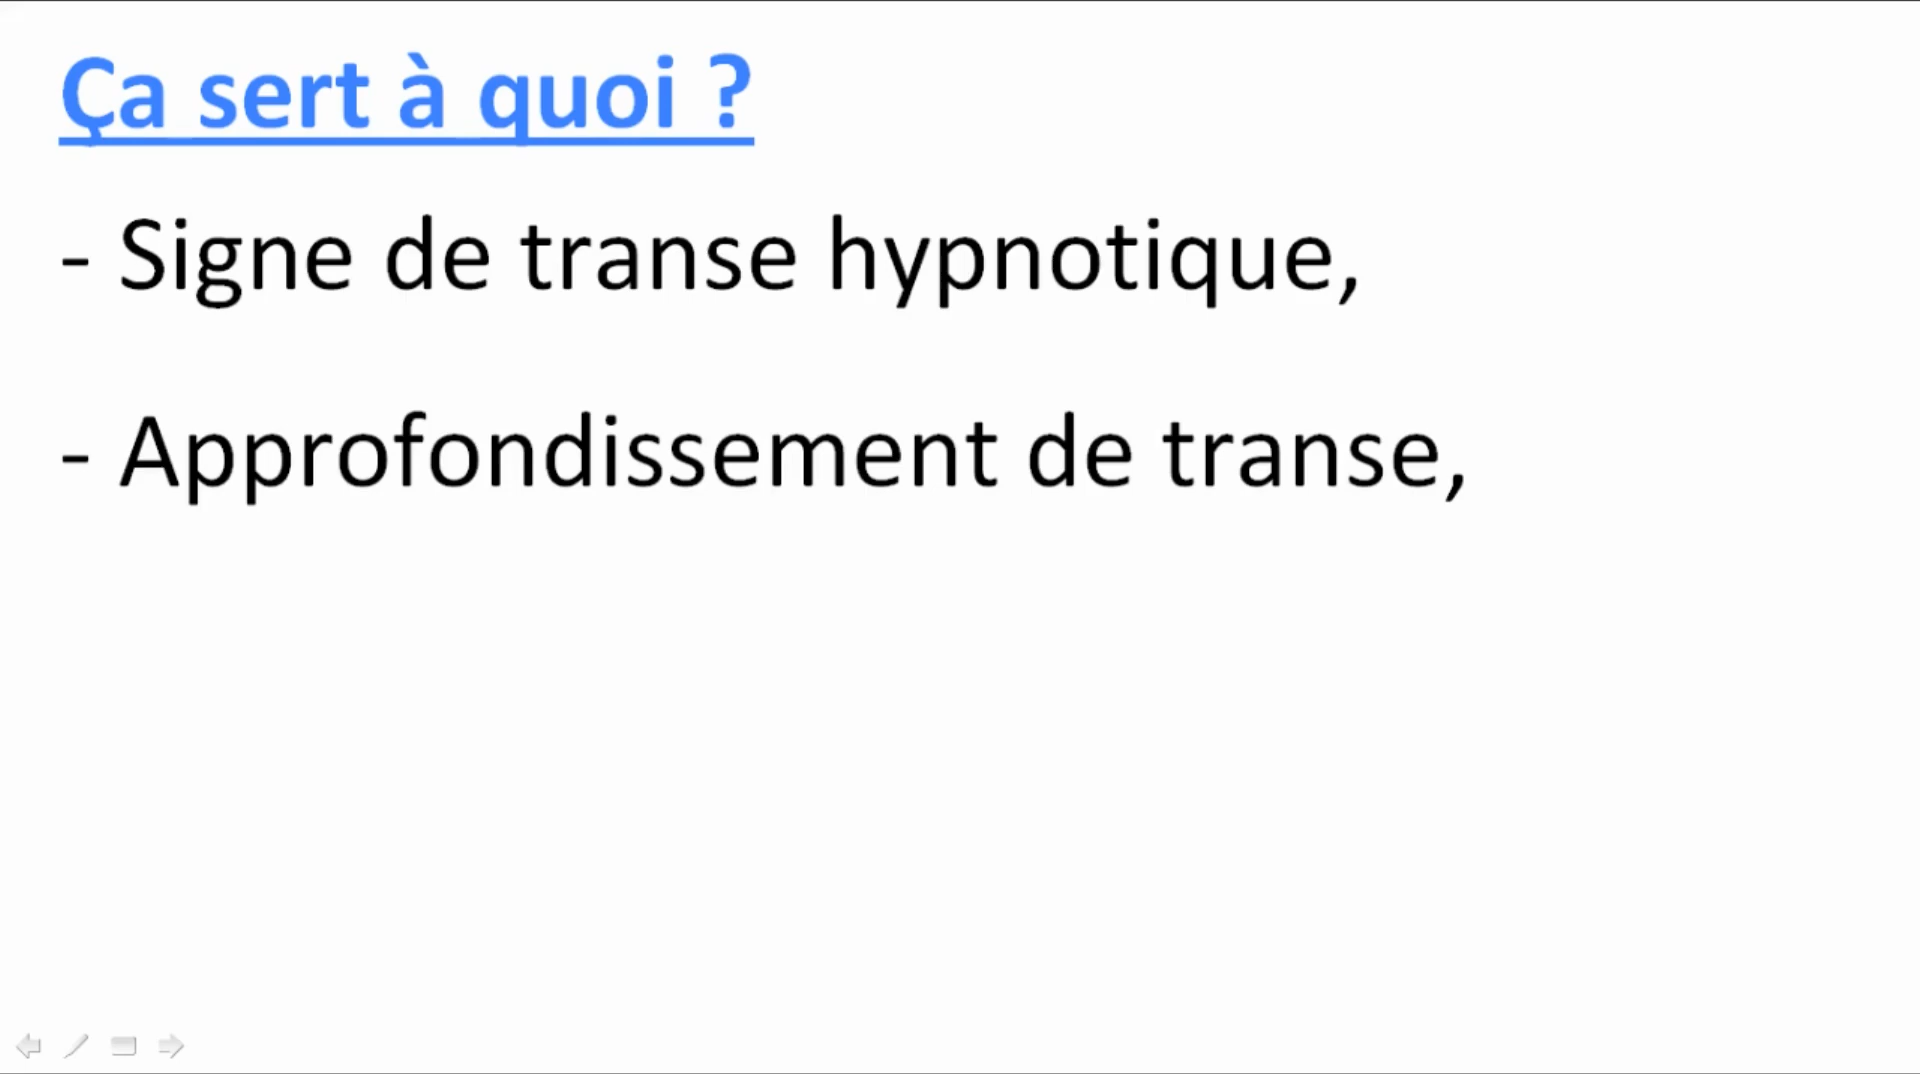 Ça sert à quoi ?
- Signe de transe hypnotique,
- Approfondissement de transe,